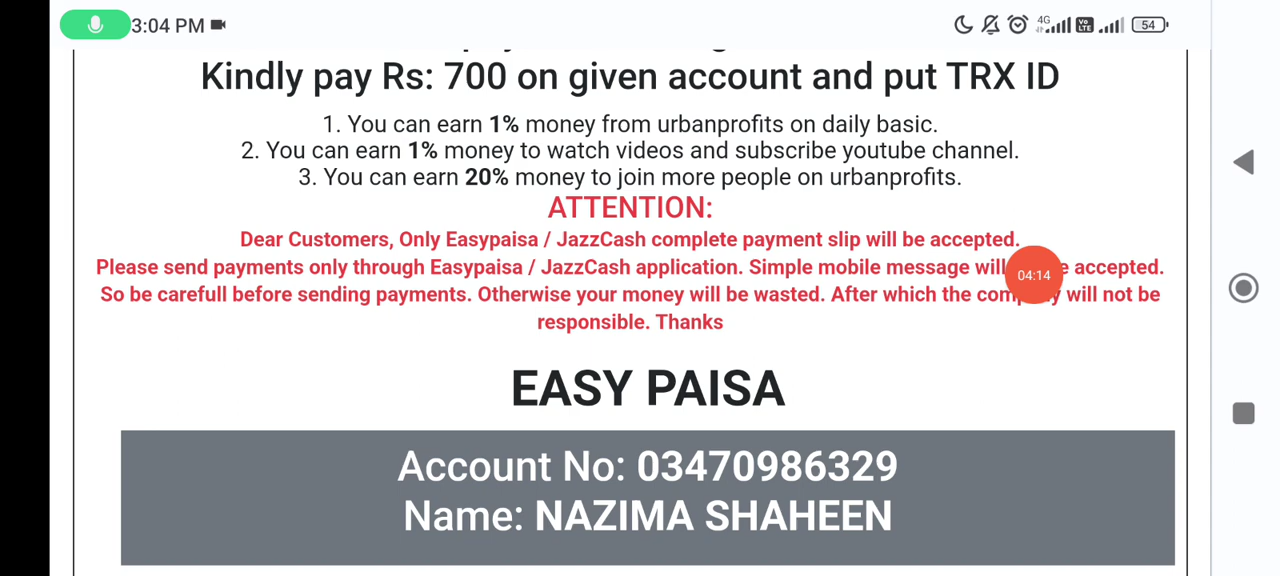 3:04 PM
4G
Vo LTE
54
Kindly pay Rs: 700 on given account and put TRX ID
1. You can earn 1% money from urbanprofits on daily basic.
2. You can earn 1% money to watch videos and subscribe youtube channel.
3. You can earn 20% money to join more people on urbanprofits.
ATTENTION:
Dear Customers, Only Easypaisa / JazzCash complete payment slip will be accepted.
Please send payments only through Easypaisa / JazzCash application. Simple mobile message will accepted.
04:14
So be carefull before sending payments. Otherwise your money will be wasted. After which the company will not be
responsible. Thanks
EASY PAISA
Account No: 03470986329
Name: NAZIMA SHAHEEN